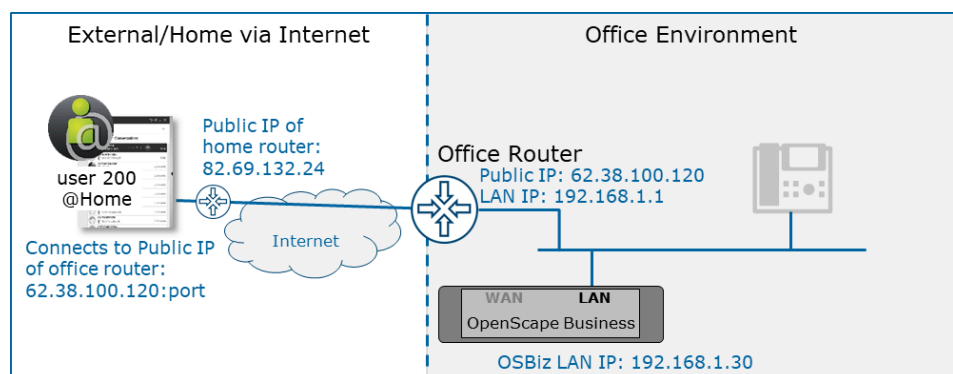 External/Home via Internet
Office Environment
@
user 200
@Home
Public IP of
home router:
82.69.132.24
Connects to Public IP
of office router:
62.38.100.120:port
Internet
Office Router
Public IP: 62.38.100.120
LAN IP: 192.168.1.1
WAN LAN
OpenScape Business
OSBiz LAN IP: 192.168.1.30